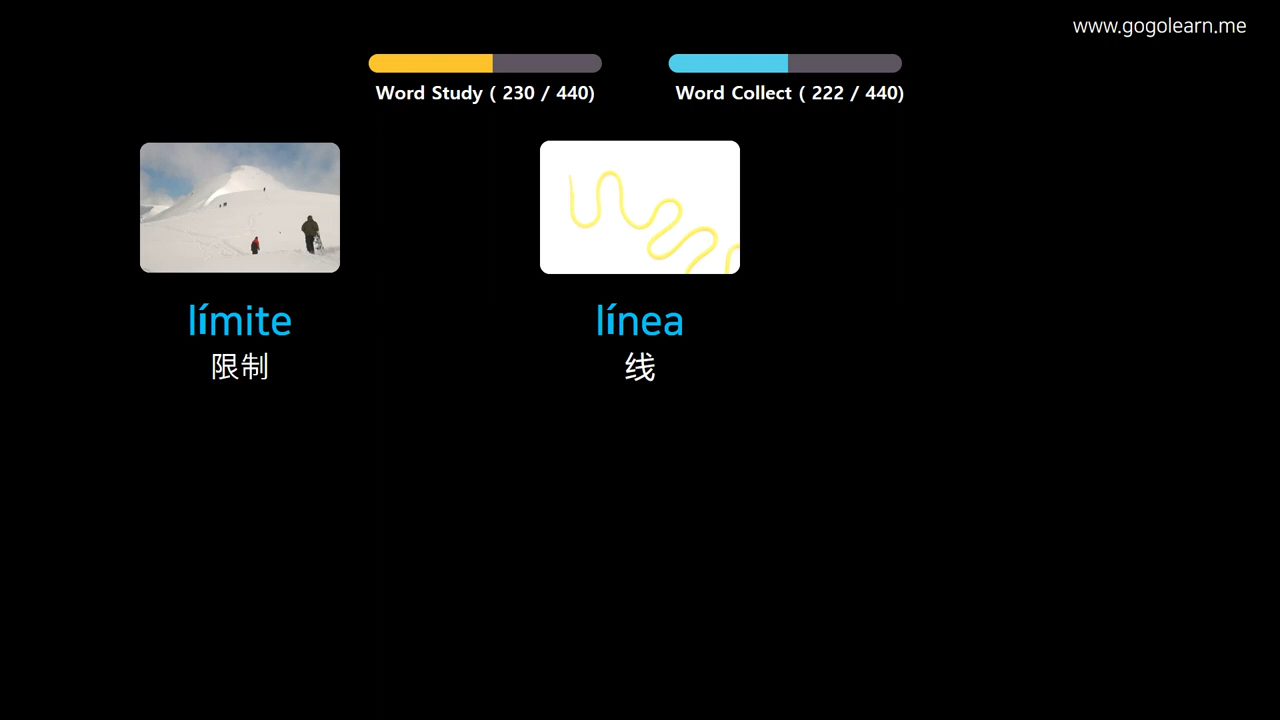 www.gogolearn.me
Word Study ( 230 / 440)
Word Collect ( 222 / 440)
límite
限制
línea
线